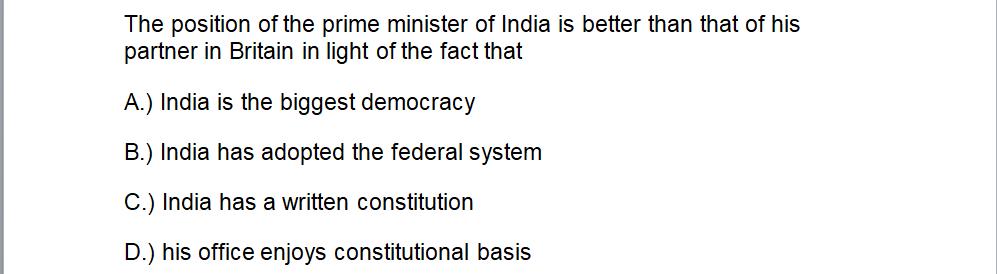 The position of the prime minister of India is better than that of his
partner in Britain in light of the fact that
A.) India is the biggest democracy
B.) India has adopted the federal system
C.) India has a written constitution
D.) his office enjoys constitutional basis